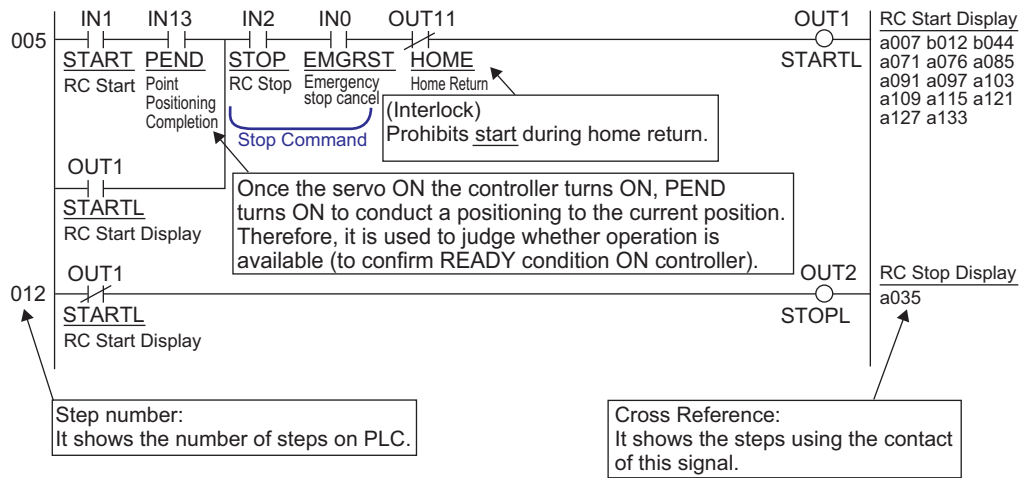 IN1 IN13 IN2 IN0 OUT11 OUT1 RC Start Display
005
START PEND STOP EMGRST HOME STARTL
RC Start Point Positioning Completion RC Stop Emergency stop cancel Home Return
a007 b012 b044
a071 a076 a085
a091 a097 a103
a109 a115 a121
a127 a133
(Interlock)
Prohibits start during home return.
Stop Command
OUT1
STARTL
RC Start Display
Once the servo ON the controller turns ON, PEND
turns ON to conduct a positioning to the current position.
Therefore, it is used to judge whether operation is
available (to confirm READY condition ON controller).
OUT1 OUT2 RC Stop Display
012 a035
STARTL STOPL
RC Start Display
Step number:
It shows the number of steps on PLC.
Cross Reference:
It shows the steps using the contact
of this signal.